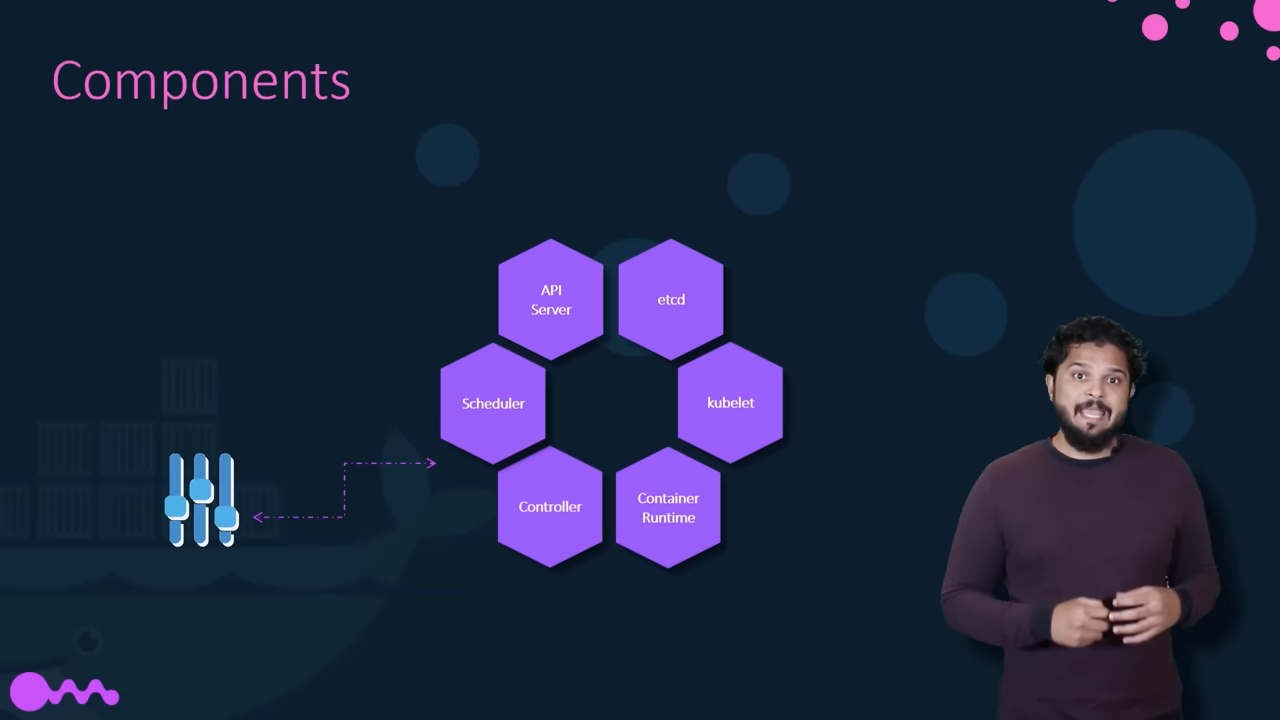 Components
API
Server
etcd
Scheduler
kubelet
Controller
Container
Runtime